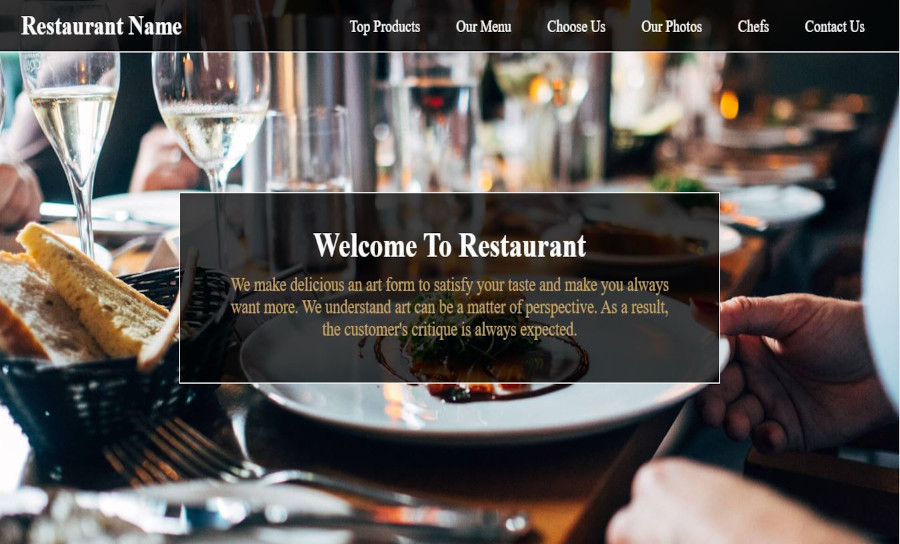 Restaurant Name
Top Products Our Menu Choose Us Our Photos Chefs Contact Us
Welcome To Restaurant
We make delicious an art form to satisfy your taste and make you always
want more. We understand art can be a matter of perspective. As a result,
the customer's critique is always expected.